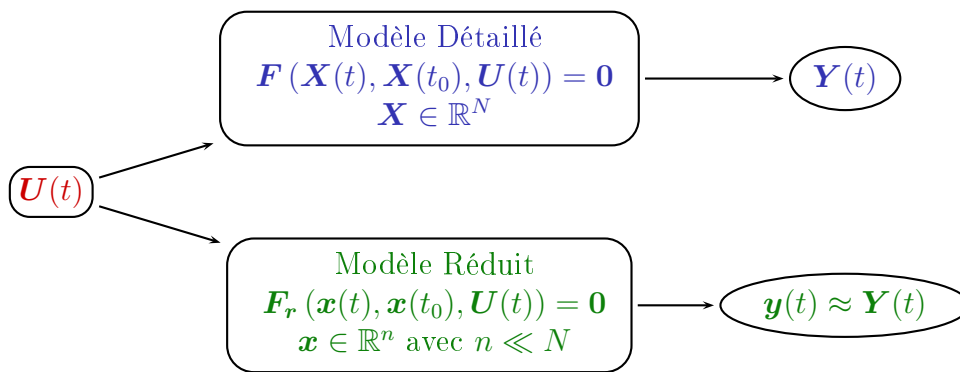 Modèle Détaillé
F (X(t), X(t₀), U(t)) = 0
X ∈ ℝᴺ
Y(t)
U(t)
Modèle Réduit
Fᵣ (x(t), x(t₀), U(t)) = 0
x ∈ ℝⁿ avec n ≪ N
y(t) ≈ Y(t)